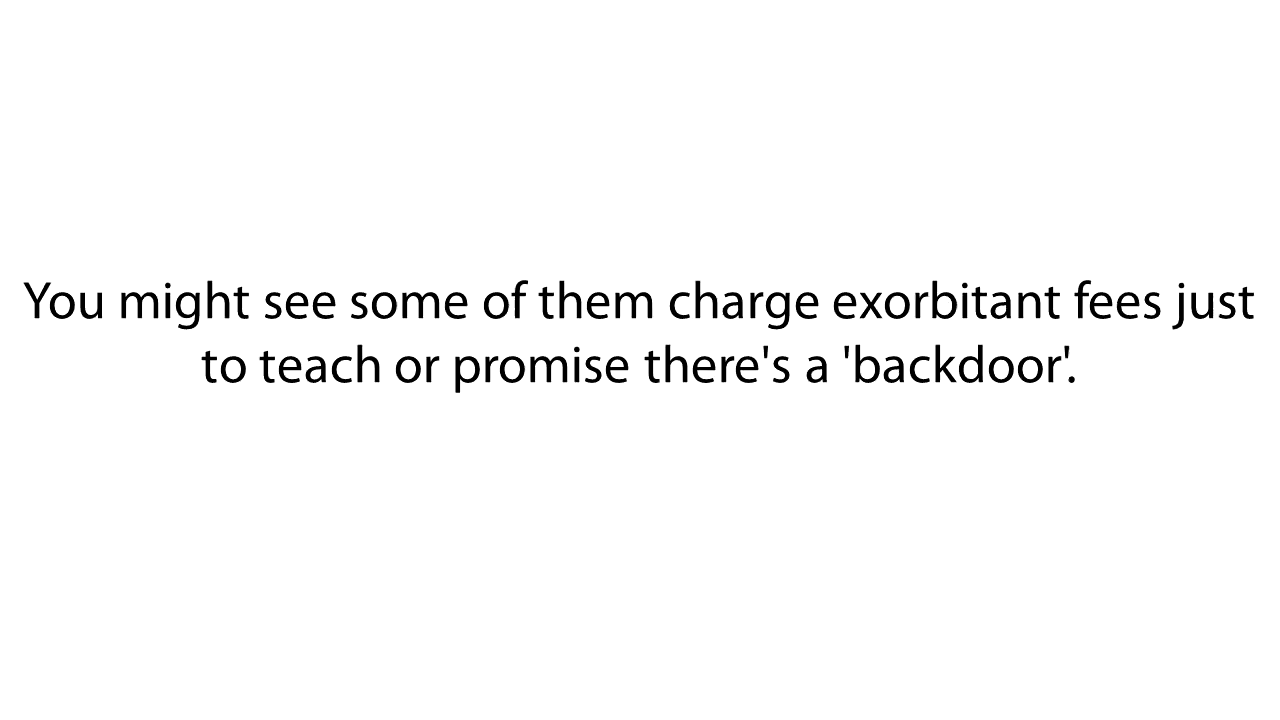 You might see some of them charge exorbitant fees just
to teach or promise there's a 'backdoor'.